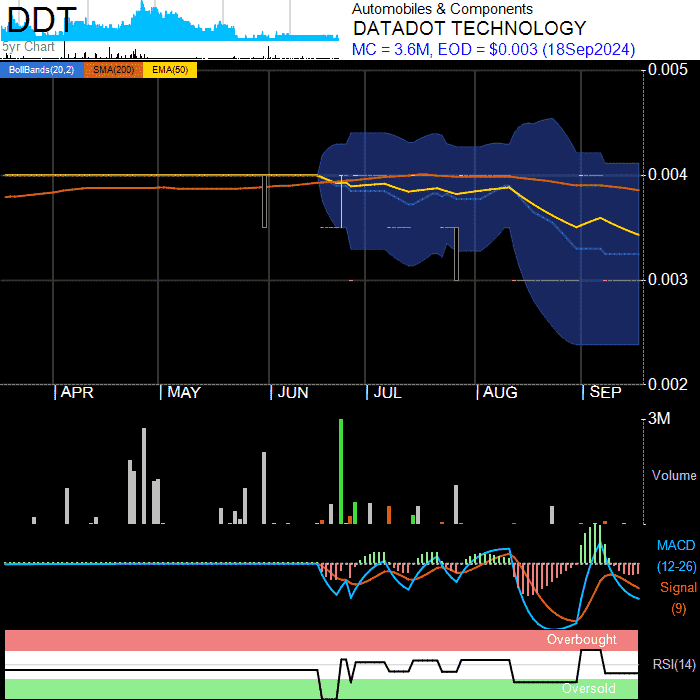 DDT
5yr Chart
Automobiles & Components
DATADOT TECHNOLOGY
MC = 3.6M, EOD = $0.003 (18Sep2024)
BollBands(20,2) SMA(200) EMA(50)
0.005
0.004
0.003
0.002
APR MAY JUN JUL AUG SEP
3M
Volume
MACD
(12-26)
Signal
(9)
Overbought
RSI(14)
Oversold